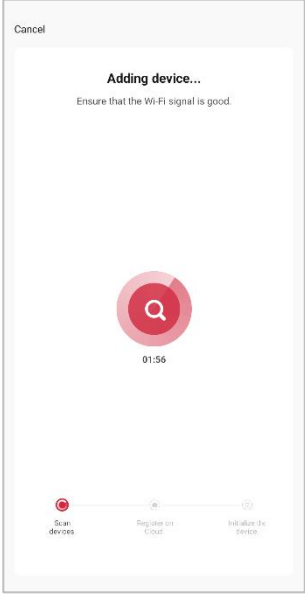 Cancel
Adding device...
Ensure that the Wi-Fi signal is good.
01:56
Scan
devices
Register on
Cloud
Initialize the
device